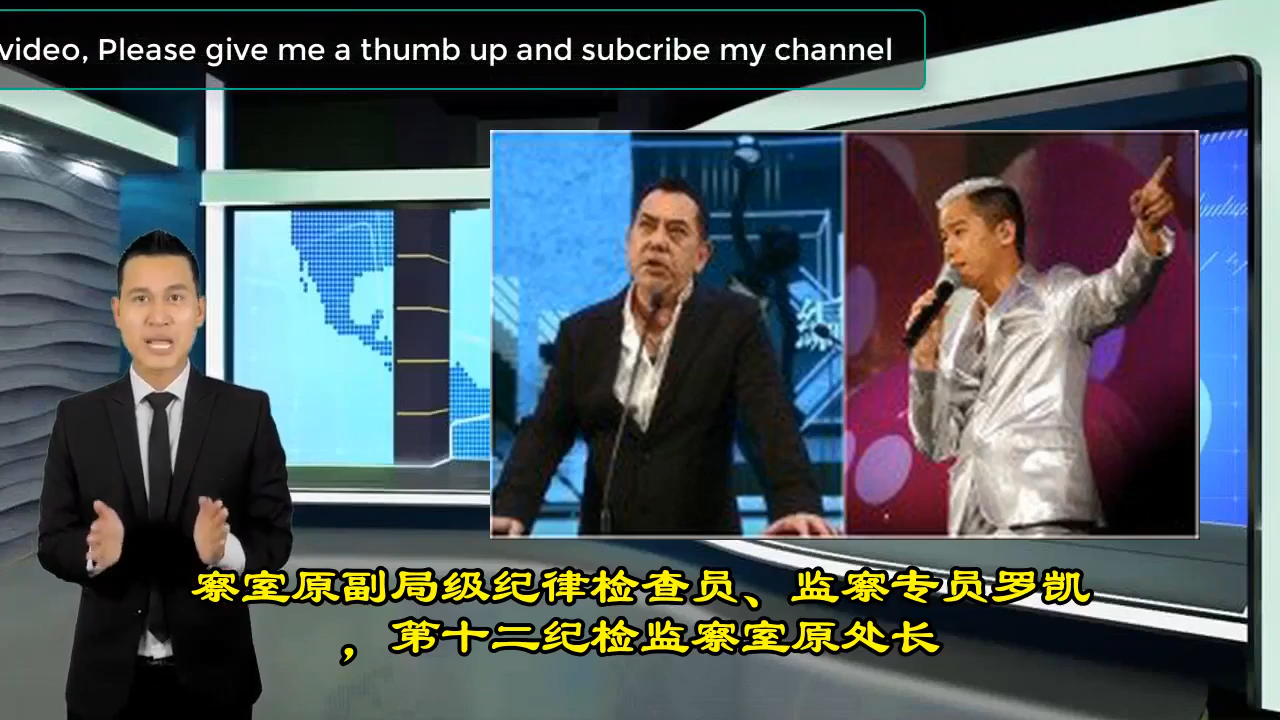 video, Please give me a thumb up and subcribe my channel
察室原副局级纪律检查员、监察专员罗凯
，第十二纪检监察室原处长